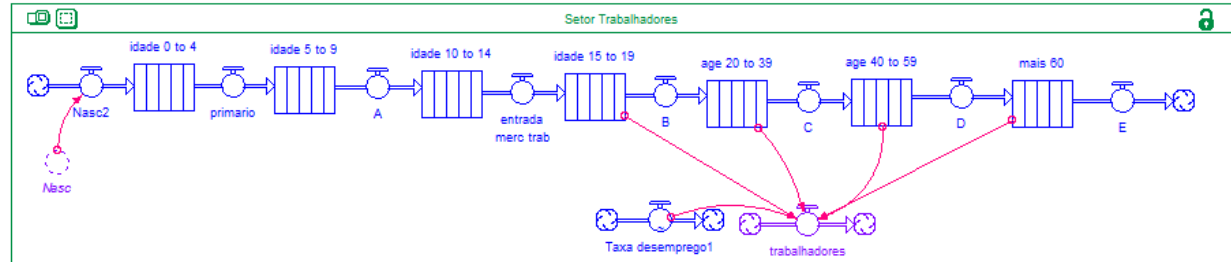 Setor Trabalhadores
idade 0 to 4
idade 5 to 9
idade 10 to 14
idade 15 to 19
age 20 to 39
age 40 to 59
mais 60
Nasc2
primario
A
entrada
merc trab
B
C
D
E
Nasc
Taxa desemprego1
trabalhadores